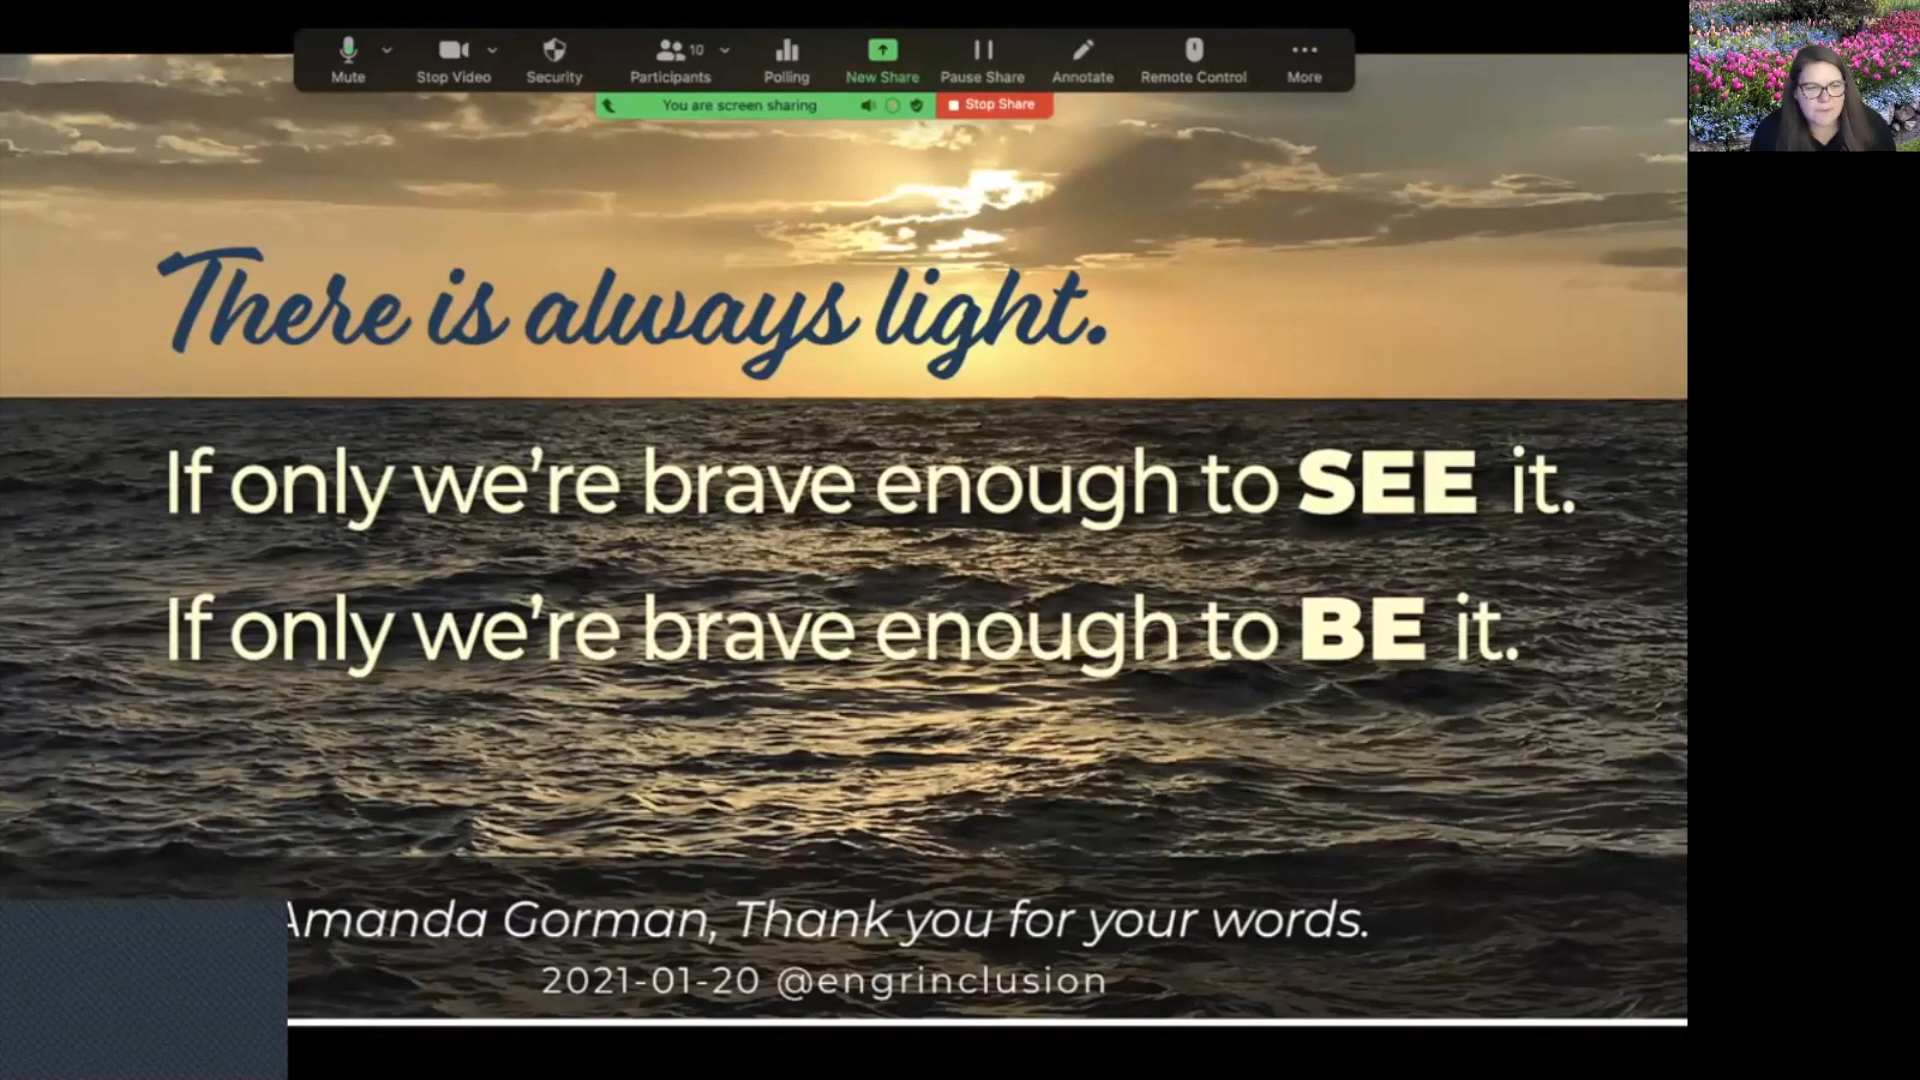 Mute
Stop Video
Security
10
Participants
Polling
New Share
Pause Share
Annotate
Remote Control
More
You are screen sharing
Stop Share
There is always light.
If only we're brave enough to SEE it.
If only we're brave enough to BE it.
Amanda Gorman, Thank you for your words.
2021-01-20 @engrinclusion